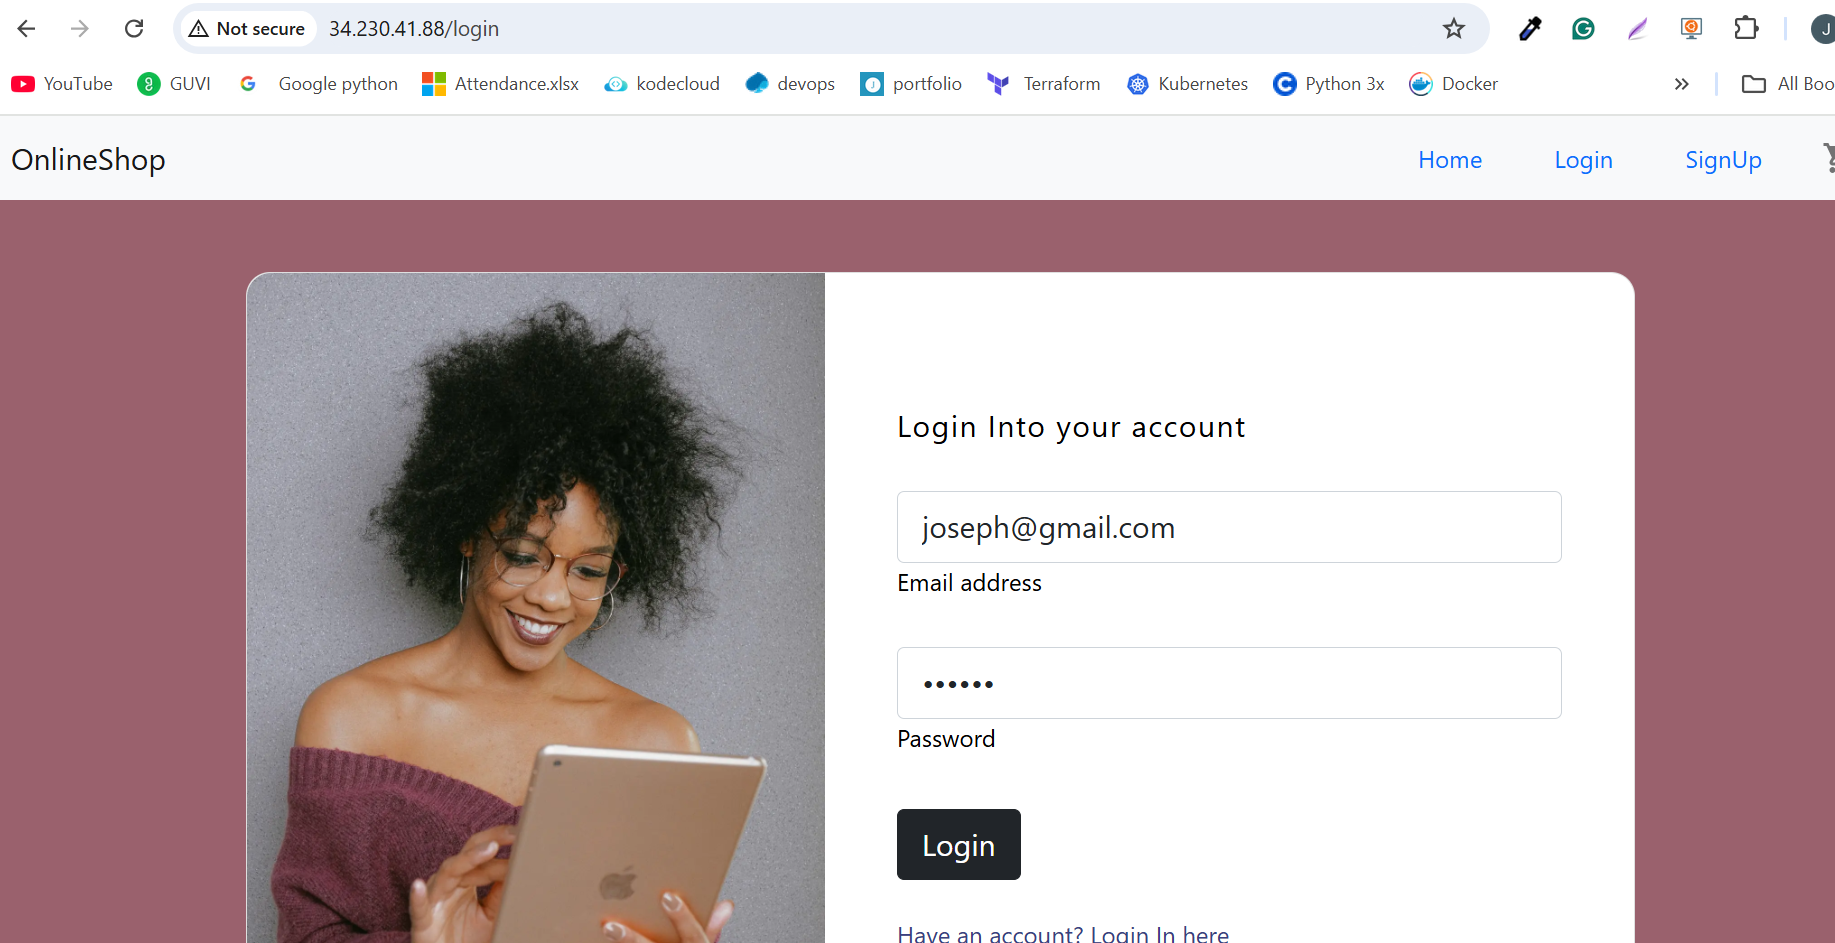 Not secure 34.230.41.88/login
J
YouTube GUVI Google python Attendance.xlsx kodecloud devops portfolio Terraform Kubernetes Python 3x Docker » All Boo
OnlineShop Home Login SignUp
Login Into your account
joseph@gmail.com
Email address
••••••
Password
Login
Have an account? Login In here